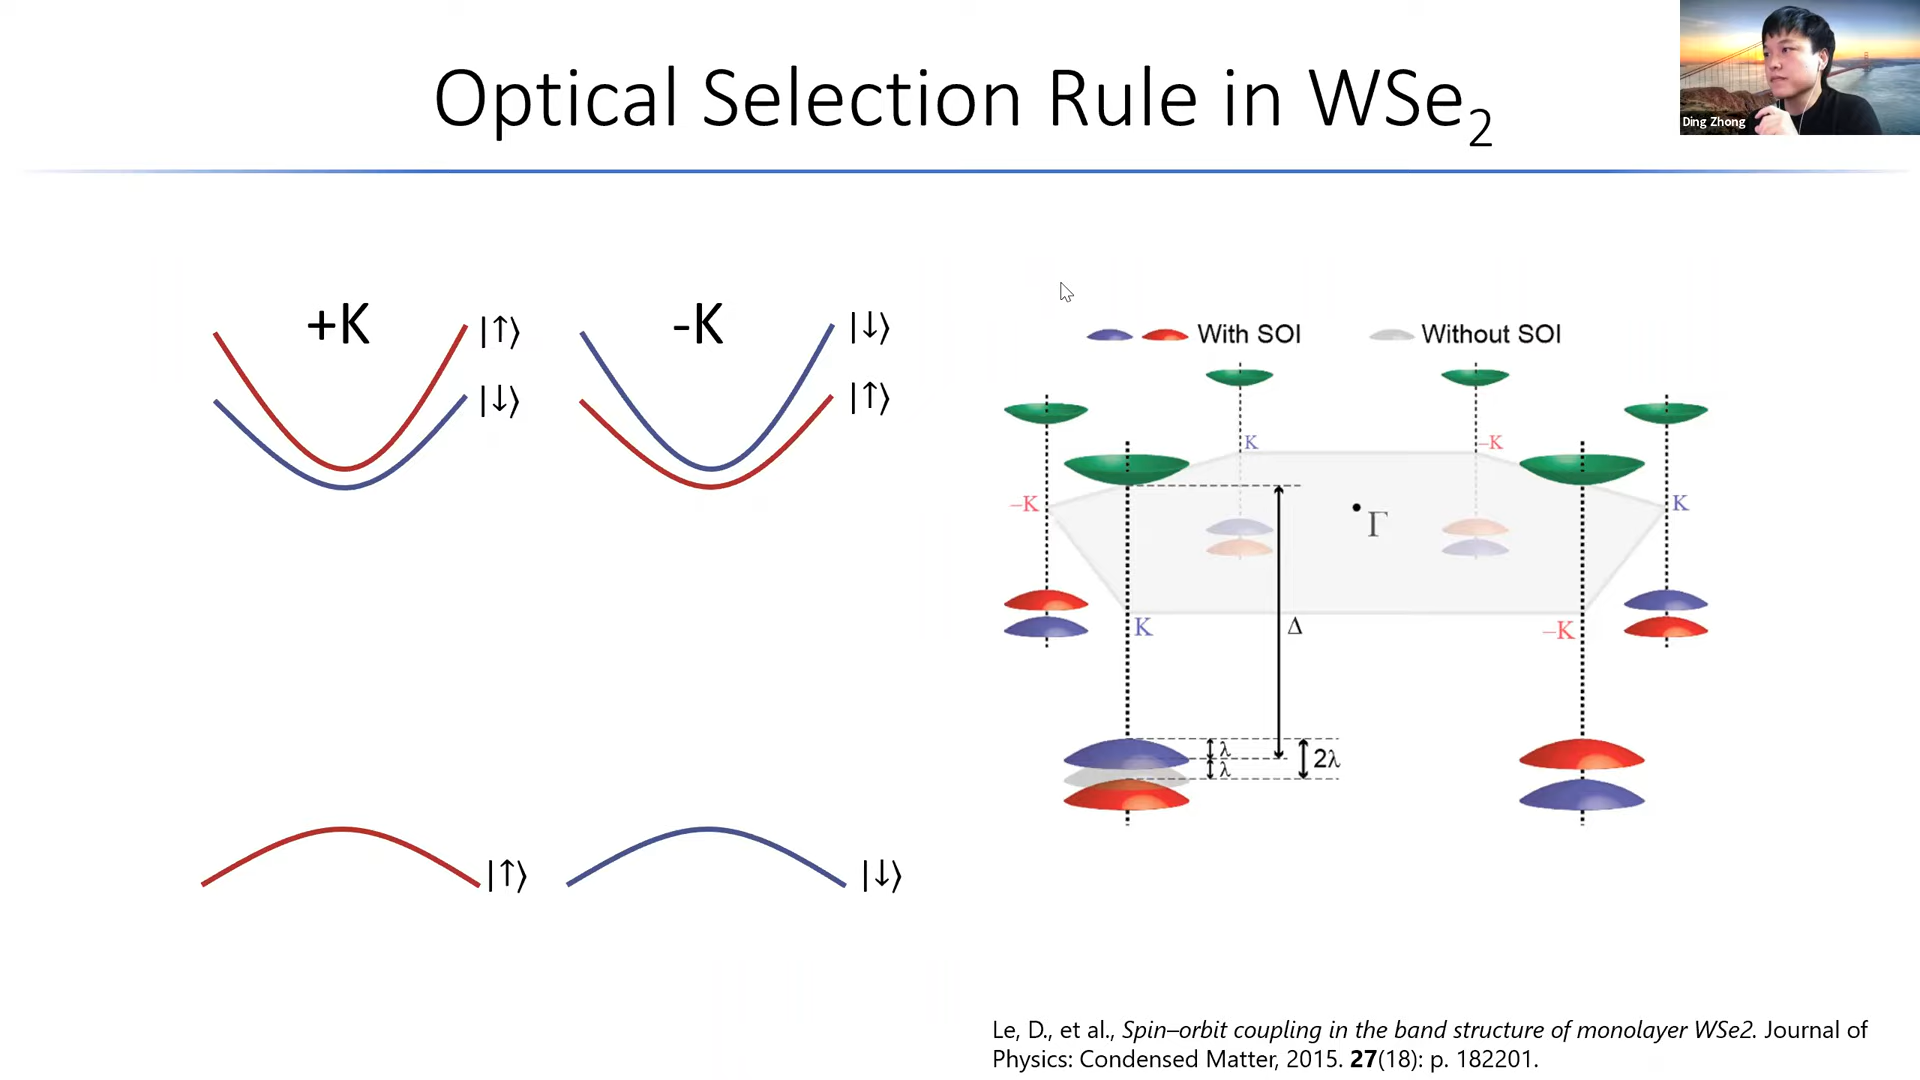 Optical Selection Rule in WSe₂
Ding Zhong
+K
-K
|↑⟩
|↓⟩
|↓⟩
|↑⟩
|↑⟩
|↓⟩
With SOI
Without SOI
K
–K
–K
K
Γ
K
–K
Δ
λ
λ
2λ
Le, D., et al., Spin–orbit coupling in the band structure of monolayer WSe2. Journal of
Physics: Condensed Matter, 2015. 27(18): p. 182201.